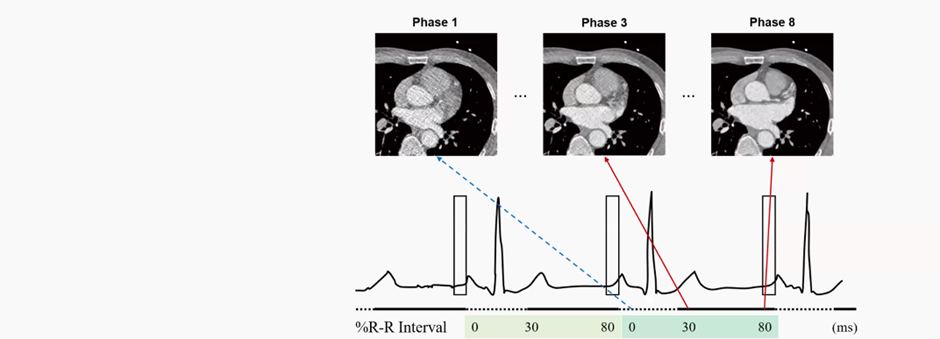 Phase 1 Phase 3 Phase 8
... ...
%R-R Interval 0 30 80 0 30 80 (ms)